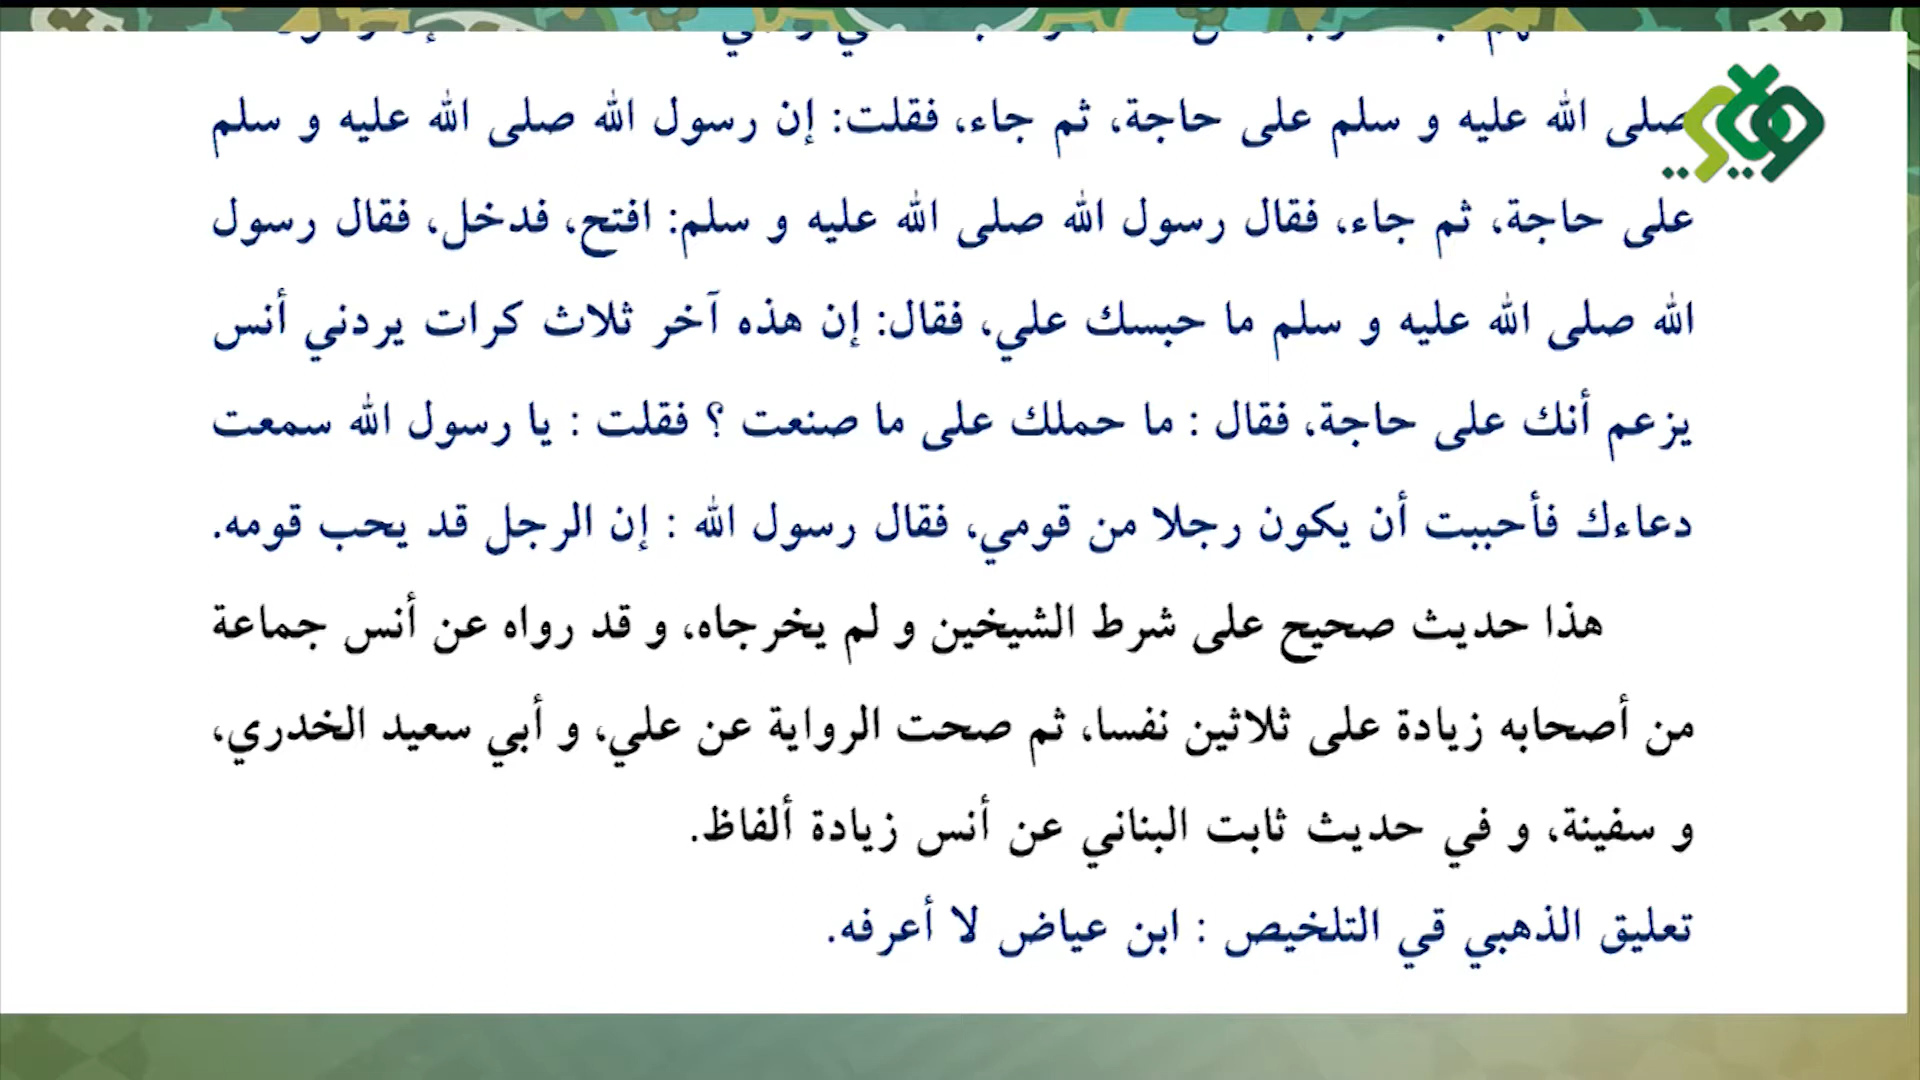 صلى الله عليه و سلم على حاجة، ثم جاء، فقلت: إن رسول الله صلى الله عليه و سلم
على حاجة، ثم جاء، فقال رسول الله صلى الله عليه و سلم: افتح، فدخل، فقال رسول
الله صلى الله عليه و سلم ما حبسك علي، فقال: إن هذه آخر ثلاث كرات يردني أنس
يزعم أنك على حاجة، فقال : ما حملك على ما صنعت ؟ فقلت : يا رسول الله سمعت
دعاءك فأحببت أن يكون رجلا من قومي، فقال رسول الله : إن الرجل قد يحب قومه.
هذا حديث صحيح على شرط الشيخين و لم يخرجاه، و قد رواه عن أنس جماعة
من أصحابه زيادة على ثلاثين نفسا، ثم صحت الرواية عن علي، و أبي سعيد الخدري،
و سفينة، و في حديث ثابت البناني عن أنس زيادة ألفاظ.
تعليق الذهبي قي التلخيص : ابن عياض لا أعرفه.